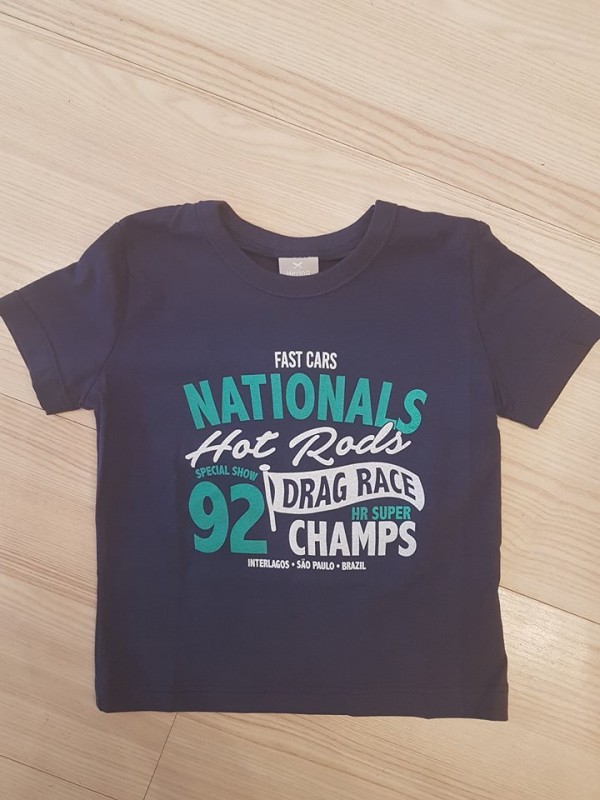 FAST CARS
NATIONALS
Hot Rods
SPECIAL SHOW
92
DRAG RACE
HR SUPER
CHAMPS
INTERLAGOS • SÃO PAULO • BRAZIL